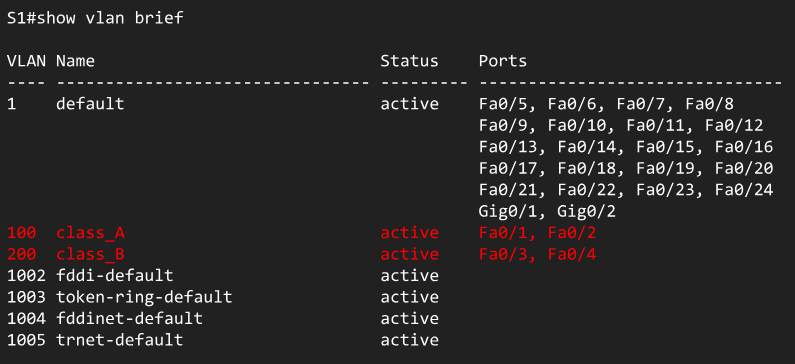 S1#show vlan brief
VLAN Name                             Status    Ports
---- -------------------------------- --------- -------------------------------
1    default                          active    Fa0/5, Fa0/6, Fa0/7, Fa0/8
                                                Fa0/9, Fa0/10, Fa0/11, Fa0/12
                                                Fa0/13, Fa0/14, Fa0/15, Fa0/16
                                                Fa0/17, Fa0/18, Fa0/19, Fa0/20
                                                Fa0/21, Fa0/22, Fa0/23, Fa0/24
                                                Gig0/1, Gig0/2
100  class_A                          active    Fa0/1, Fa0/2
200  class_B                          active    Fa0/3, Fa0/4
1002 fddi-default                     active
1003 token-ring-default               active
1004 fddinet-default                  active
1005 trnet-default                    active